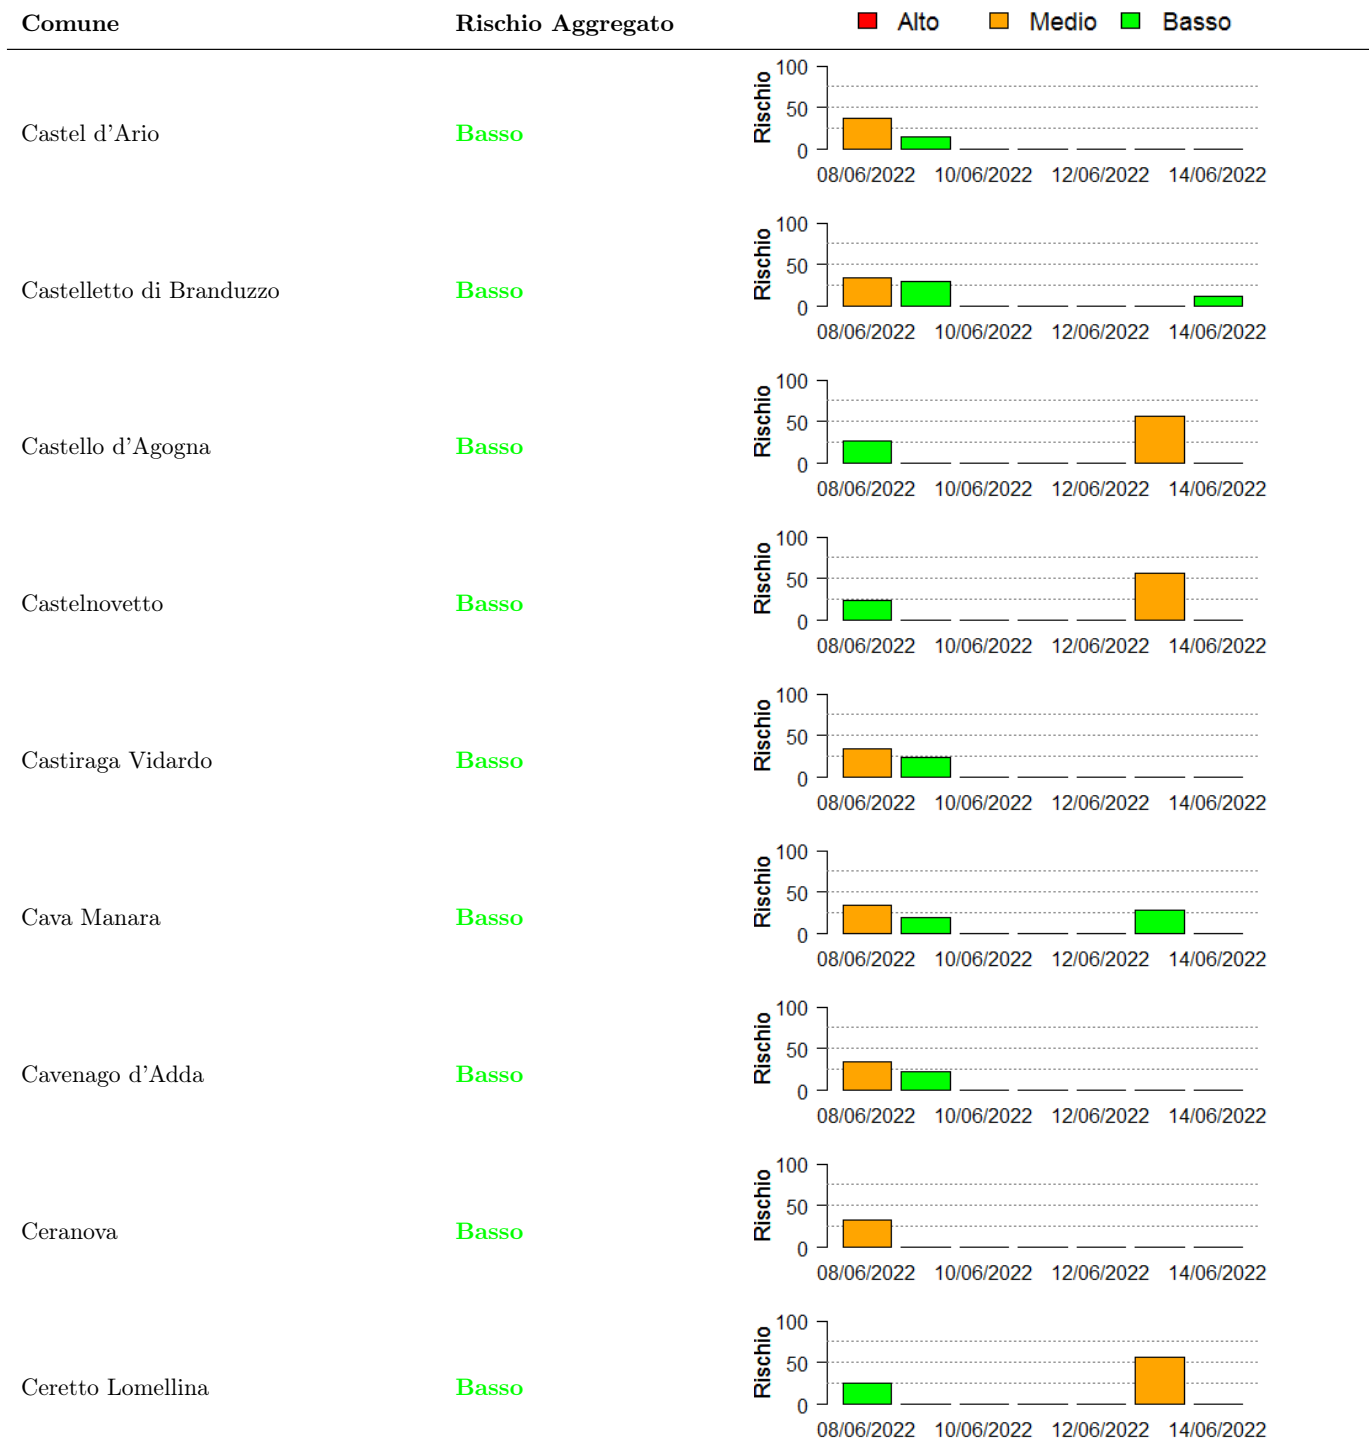 Comune Rischio Aggregato Alto Medio Basso
100
50
0
Rischio
Castel d'Ario Basso
08/06/2022 10/06/2022 12/06/2022 14/06/2022
100
50
0
Rischio
Castelletto di Branduzzo Basso
08/06/2022 10/06/2022 12/06/2022 14/06/2022
100
50
0
Rischio
Castello d'Agogna Basso
08/06/2022 10/06/2022 12/06/2022 14/06/2022
100
50
0
Rischio
Castelnovetto Basso
08/06/2022 10/06/2022 12/06/2022 14/06/2022
100
50
0
Rischio
Castiraga Vidardo Basso
08/06/2022 10/06/2022 12/06/2022 14/06/2022
100
50
0
Rischio
Cava Manara Basso
08/06/2022 10/06/2022 12/06/2022 14/06/2022
100
50
0
Rischio
Cavenago d'Adda Basso
08/06/2022 10/06/2022 12/06/2022 14/06/2022
100
50
0
Rischio
Ceranova Basso
08/06/2022 10/06/2022 12/06/2022 14/06/2022
100
50
0
Rischio
Ceretto Lomellina Basso
08/06/2022 10/06/2022 12/06/2022 14/06/2022